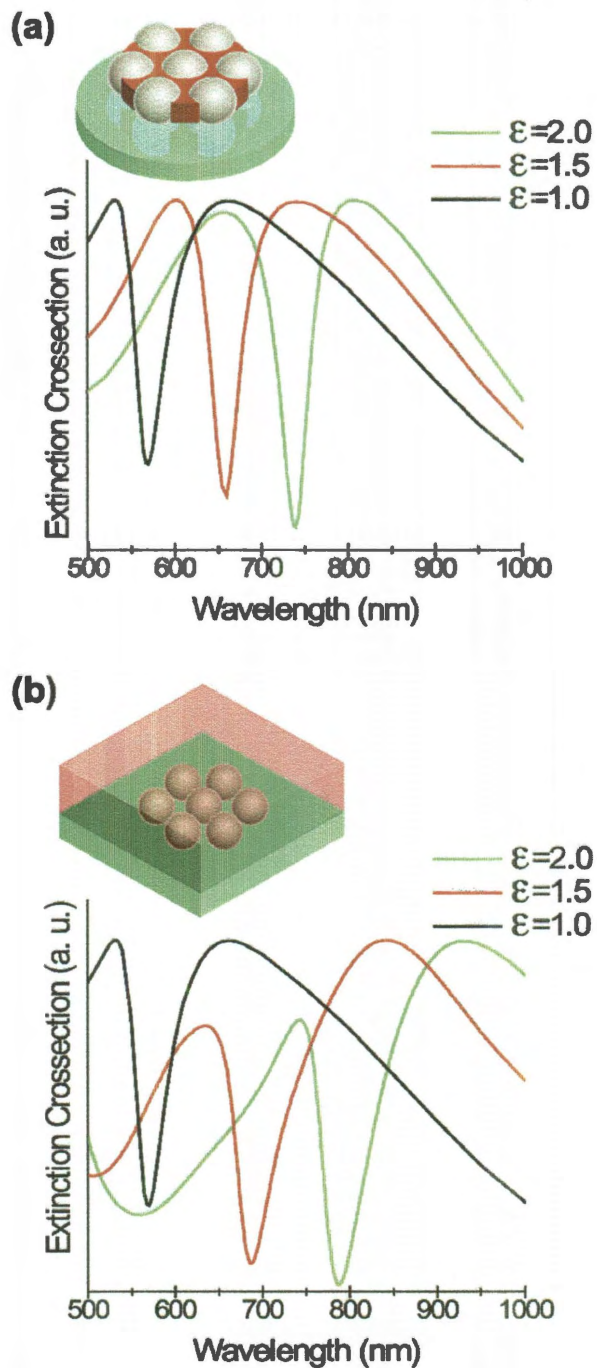 (a)
ε=2.0
ε=1.5
ε=1.0
Extinction Crossection (a. u.)
500 600 700 800 900 1000
Wavelength (nm)
(b)
ε=2.0
ε=1.5
ε=1.0
Extinction Crossection (a. u.)
500 600 700 800 900 1000
Wavelength (nm)